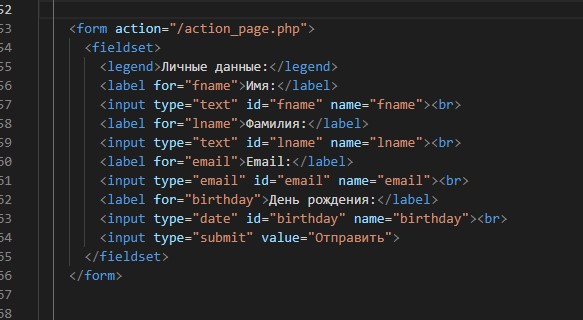 52
53 <form action="/action_page.php">
54 <fieldset>
55 <legend>Личные данные:</legend>
56 <label for="fname">Имя:</label>
57 <input type="text" id="fname" name="fname"><br>
58 <label for="lname">Фамилия:</label>
59 <input type="text" id="lname" name="lname"><br>
60 <label for="email">Email:</label>
61 <input type="email" id="email" name="email"><br>
62 <label for="birthday">День рождения:</label>
63 <input type="date" id="birthday" name="birthday"><br>
64 <input type="submit" value="Отправить">
65 </fieldset>
66 </form>
67
68